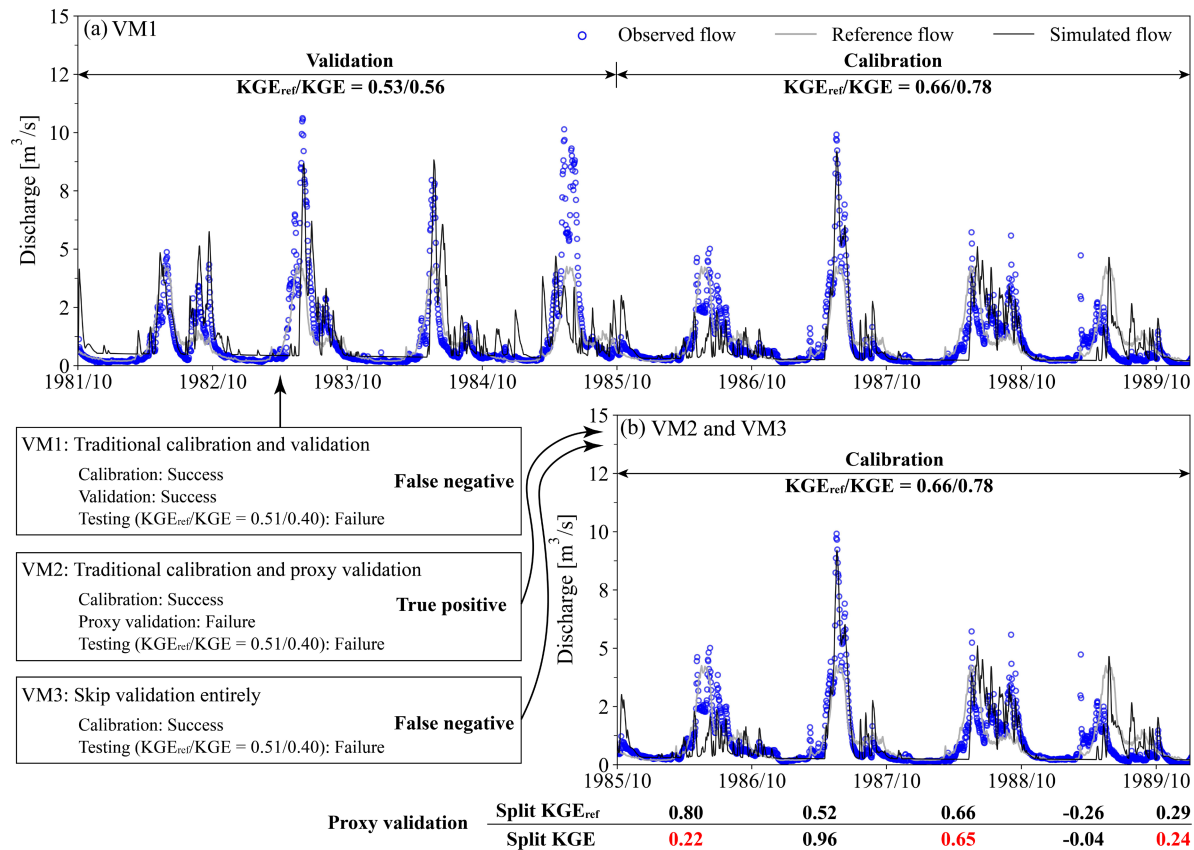 (a) VM1
Observed flow
Reference flow
Simulated flow
Validation
Calibration
KGEref/KGE = 0.53/0.56
KGEref/KGE = 0.66/0.78
Discharge [m³/s]
15
12
10
8
5
2
0
1981/10
1982/10
1983/10
1984/10
1985/10
1986/10
1987/10
1988/10
1989/10
VM1: Traditional calibration and validation
Calibration: Success
Validation: Success
Testing (KGEref/KGE = 0.51/0.40): Failure
False negative
VM2: Traditional calibration and proxy validation
Calibration: Success
Proxy validation: Failure
Testing (KGEref/KGE = 0.51/0.40): Failure
True positive
VM3: Skip validation entirely
Calibration: Success
Testing (KGEref/KGE = 0.51/0.40): Failure
False negative
(b) VM2 and VM3
Calibration
KGEref/KGE = 0.66/0.78
Discharge [m³/s]
15
12
10
8
5
2
0
1985/10
1986/10
1987/10
1988/10
1989/10
Proxy validation
Split KGEref 0.80 0.52 0.66 -0.26 0.29
Split KGE 0.22 0.96 0.65 -0.04 0.24